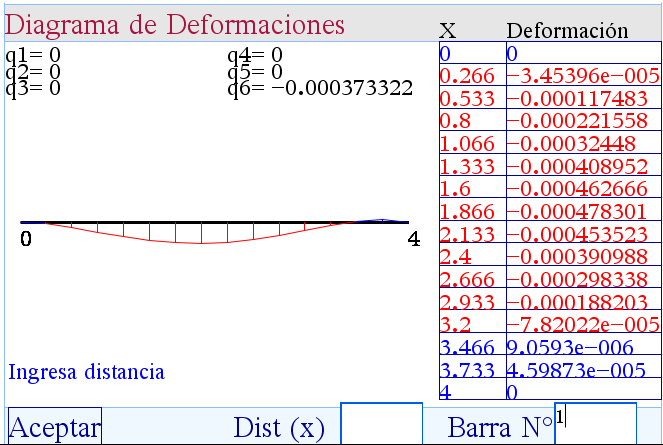 Diagrama de Deformaciones
q1= 0 q4= 0
q2= 0 q5= 0
q3= 0 q6= −0.000373322
0 4
Ingresa distancia
X Deformación
0 0
0.266 −3.45396e−005
0.533 −0.000117483
0.8 −0.000221558
1.066 −0.00032448
1.333 −0.000408952
1.6 −0.000462666
1.866 −0.000478301
2.133 −0.000453523
2.4 −0.000390988
2.666 −0.000298338
2.933 −0.000188203
3.2 −7.82022e−005
3.466 9.0593e−006
3.733 4.59873e−005
4 0
Aceptar Dist (x) Barra N° 1